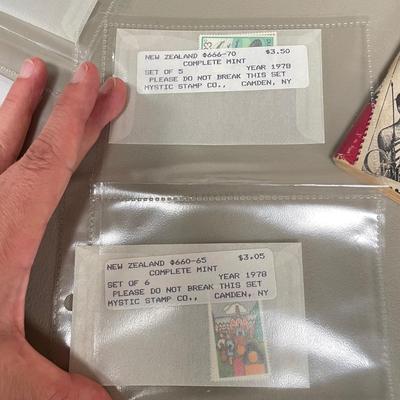 NEW ZEALAND ¢666-70 $3.50
COMPLETE MINT
SET OF 5 YEAR 1978
PLEASE DO NOT BREAK THIS SET
MYSTIC STAMP CO., CAMDEN, NY
NEW ZEALAND ¢660-65 $3.05
COMPLETE MINT
SET OF 6 YEAR 1978
PLEASE DO NOT BREAK THIS SET
MYSTIC STAMP CO., CAMDEN, NY